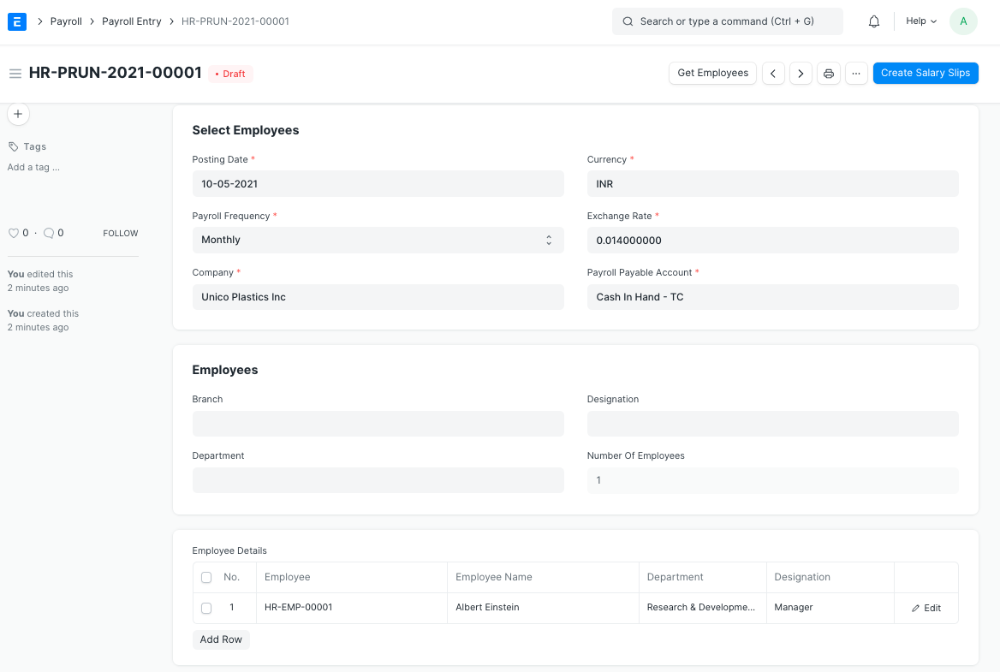 E Payroll Payroll Entry HR-PRUN-2021-00001 Search or type a command (Ctrl + G) Help A
HR-PRUN-2021-00001 • Draft Get Employees ... Create Salary Slips
Tags
Add a tag ...
0 · 0 FOLLOW
You edited this
2 minutes ago
You created this
2 minutes ago
Select Employees
Posting Date *
10-05-2021
Currency *
INR
Payroll Frequency *
Monthly
Exchange Rate *
0.014000000
Company *
Unico Plastics Inc
Payroll Payable Account *
Cash In Hand - TC
Employees
Branch
Designation
Department
Number Of Employees
1
Employee Details
No. Employee Employee Name Department Designation
1 HR-EMP-00001 Albert Einstein Research & Developme... Manager Edit
Add Row